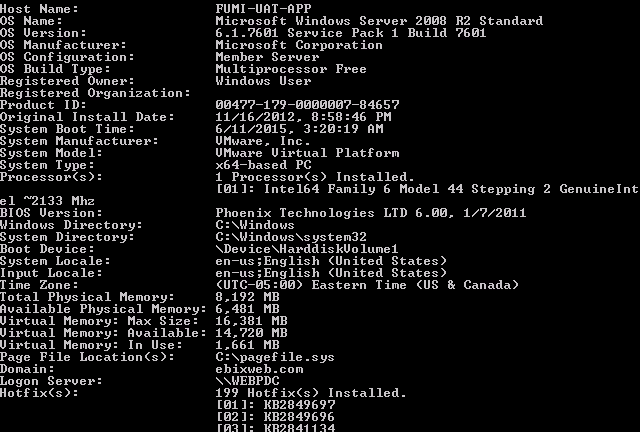 Host Name: FUMI-UAT-APP
OS Name: Microsoft Windows Server 2008 R2 Standard
OS Version: 6.1.7601 Service Pack 1 Build 7601
OS Manufacturer: Microsoft Corporation
OS Configuration: Member Server
OS Build Type: Multiprocessor Free
Registered Owner: Windows User
Registered Organization:
Product ID: 00477-179-0000007-84657
Original Install Date: 11/16/2012, 8:58:46 PM
System Boot Time: 6/11/2015, 3:20:19 AM
System Manufacturer: VMware, Inc.
System Model: VMware Virtual Platform
System Type: x64-based PC
Processor(s): 1 Processor(s) Installed.
[01]: Intel64 Family 6 Model 44 Stepping 2 GenuineInt
el ~2133 Mhz
BIOS Version: Phoenix Technologies LTD 6.00, 1/7/2011
Windows Directory: C:\Windows
System Directory: C:\Windows\system32
Boot Device: \Device\HarddiskVolume1
System Locale: en-us;English (United States)
Input Locale: en-us;English (United States)
Time Zone: (UTC-05:00) Eastern Time (US & Canada)
Total Physical Memory: 8,192 MB
Available Physical Memory: 6,481 MB
Virtual Memory: Max Size: 16,381 MB
Virtual Memory: Available: 14,720 MB
Virtual Memory: In Use: 1,661 MB
Page File Location(s): C:\pagefile.sys
Domain: ebixweb.com
Logon Server: \\WEBPDC
Hotfix(s): 199 Hotfix(s) Installed.
[01]: KB2849697
[02]: KB2849696
[03]: KB2841134